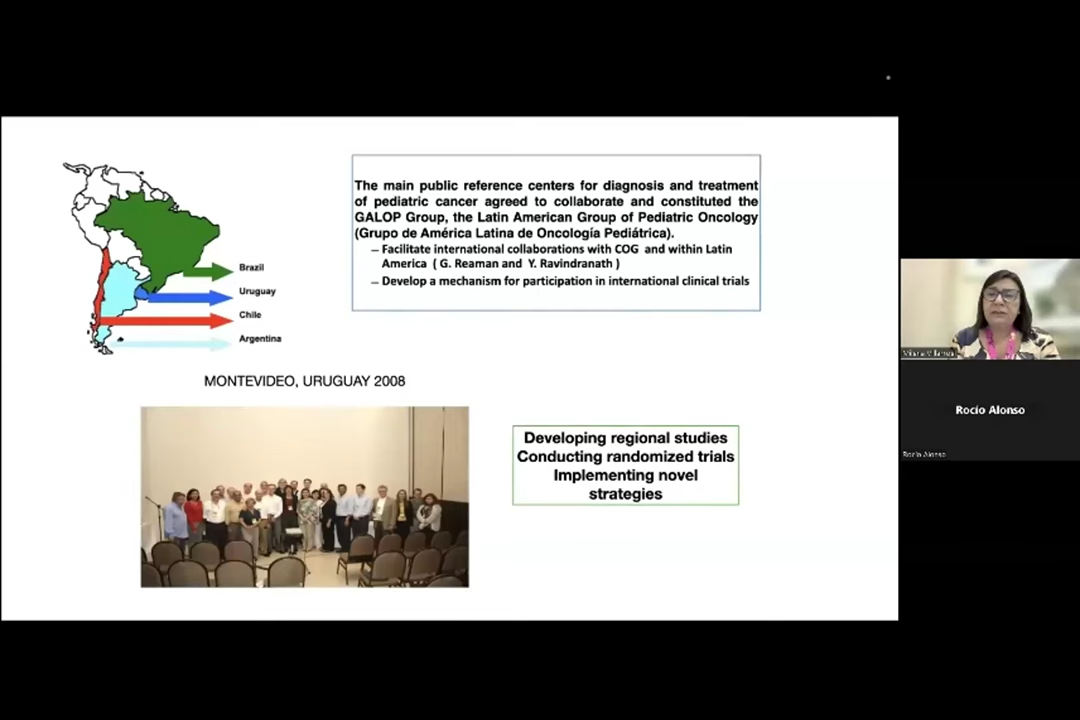 The main public reference centers for diagnosis and treatment
of pediatric cancer agreed to collaborate and constituted the
GALOP Group, the Latin American Group of Pediatric Oncology
(Grupo de América Latina de Oncología Pediátrica).
– Facilitate international collaborations with COG and within Latin
America ( G. Reaman and Y. Ravindranath )
– Develop a mechanism for participation in international clinical trials
Brazil
Uruguay
Chile
Argentina
MONTEVIDEO, URUGUAY 2008
Developing regional studies
Conducting randomized trials
Implementing novel
strategies
Rocío Alonso
Rocío Alonso